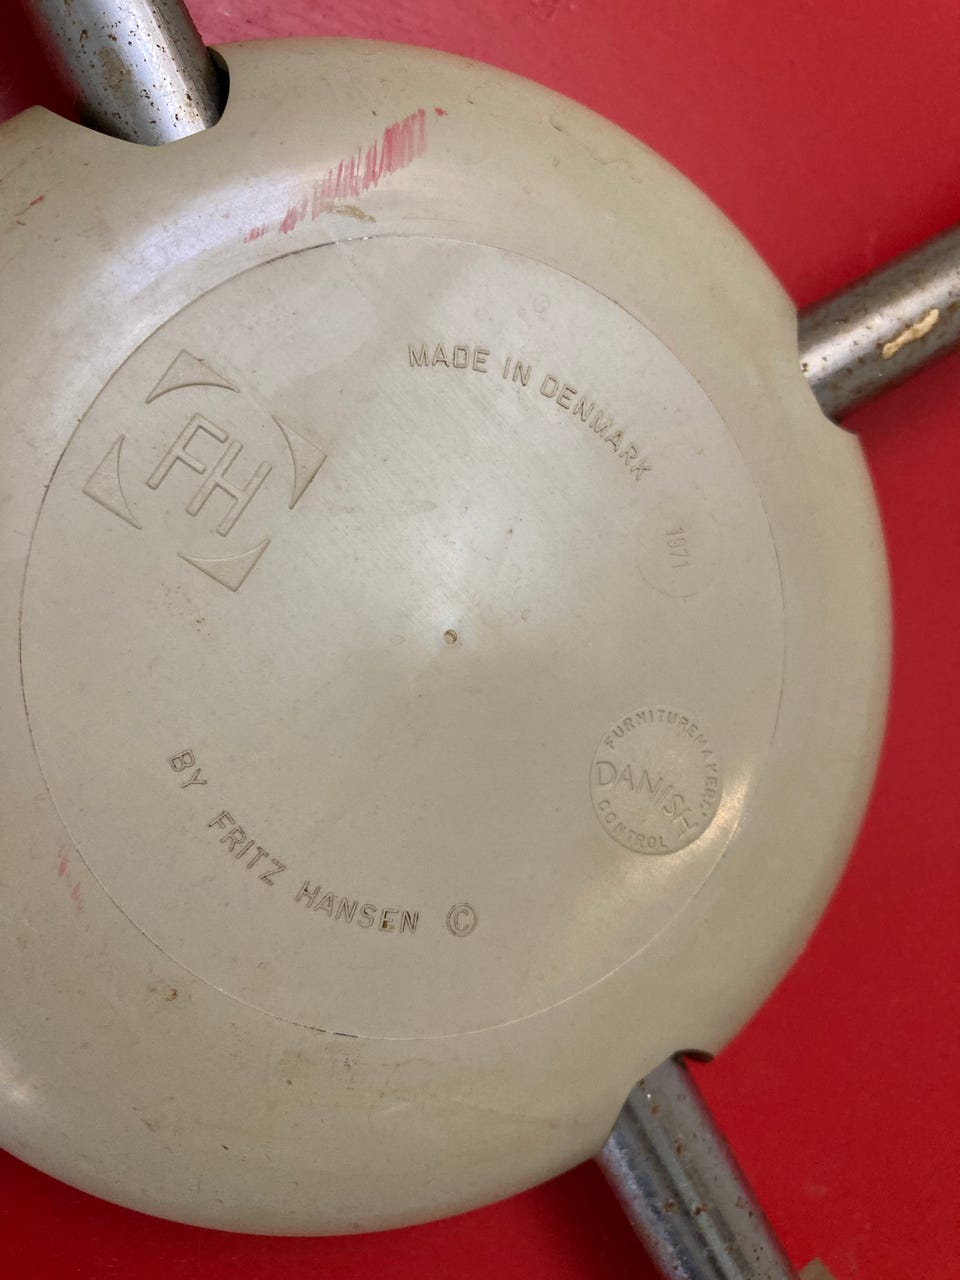 MADE IN DENMARK
FH
1971
FURNITUREMAKERS'
DANISH
CONTROL
BY FRITZ HANSEN ©